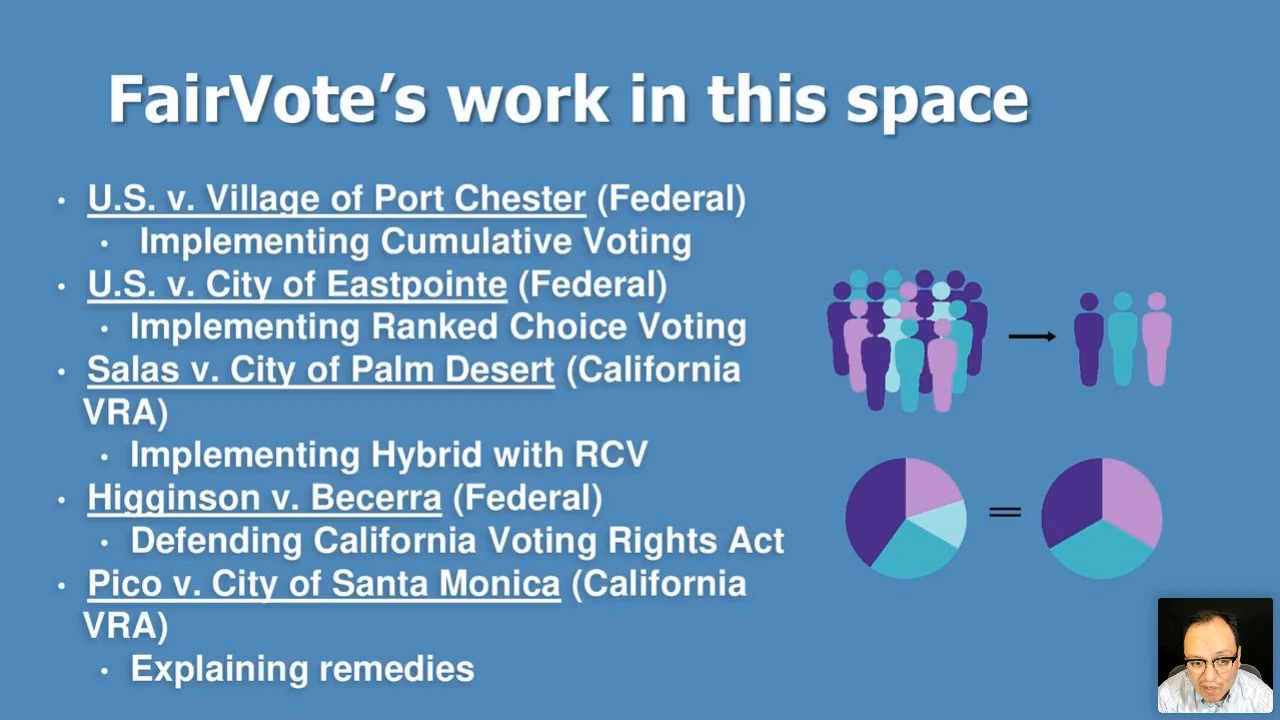 FairVote’s work in this space
• U.S. v. Village of Port Chester (Federal)
• Implementing Cumulative Voting
• U.S. v. City of Eastpointe (Federal)
• Implementing Ranked Choice Voting
• Salas v. City of Palm Desert (California
VRA)
• Implementing Hybrid with RCV
• Higginson v. Becerra (Federal)
• Defending California Voting Rights Act
• Pico v. City of Santa Monica (California
VRA)
• Explaining remedies